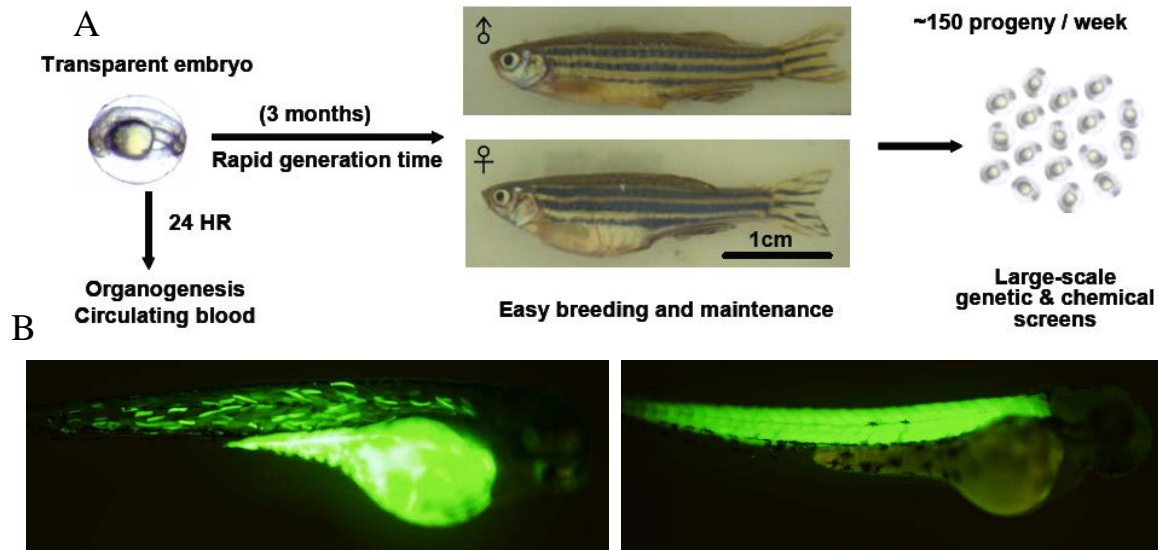 A
Transparent embryo
(3 months)
Rapid generation time
24 HR
Organogenesis
Circulating blood
♂
♀
1cm
Easy breeding and maintenance
~150 progeny / week
Large-scale
genetic & chemical
screens
B